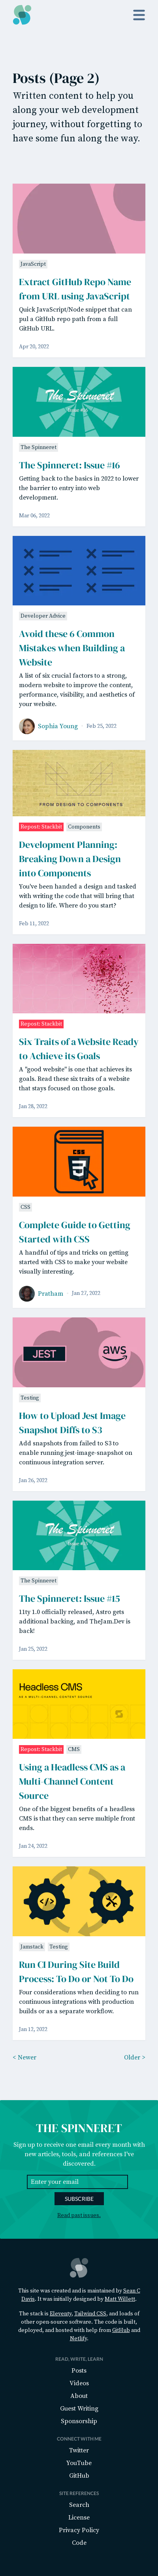 Posts (Page 2)
Written content to help you
along your web development
journey, without forgetting to
have some fun along the way.
JavaScript
Extract GitHub Repo Name
from URL using JavaScript
Quick JavaScript/Node snippet that can
pull a GitHub repo path from a full
GitHub URL.
Apr 20, 2022
The Spinneret
The Spinneret
The Spinneret: Issue #16
Getting back to the basics in 2022 to lower
the barrier to entry into web
development.
Mar 06, 2022
Developer Advice
Avoid these 6 Common
Mistakes when Building a
Website
A list of six crucial factors to a strong,
modern website to improve the content,
performance, visibility, and aesthetics of
your website.
Sophia Young · Feb 25, 2022
FROM DESIGN TO COMPONENTS
Repost: Stackbit
Components
Development Planning:
Breaking Down a Design
into Components
You've been handed a design and tasked
with writing the code that will bring that
design to life. Where do you start?
Feb 11, 2022
Repost: Stackbit
Six Traits of a Website Ready
to Achieve its Goals
A "good website" is one that achieves its
goals. Read these six traits of a website
that stay focused on those goals.
Jan 28, 2022
CSS
3
CSS
Complete Guide to Getting
Started with CSS
A handful of tips and tricks on getting
started with CSS to make your website
visually interesting.
Pratham · Jan 27, 2022
JEST
aws
Testing
How to Upload Jest Image
Snapshot Diffs to S3
Add snapshots from failed tests to S3 to
enable running jest-image-snapshot on
continuous integration server.
Jan 26, 2022
The Spinneret
The Spinneret
The Spinneret: Issue #15
11ty 1.0 officially released, Astro gets
additional backing, and TheJam.Dev is
back!
Jan 25, 2022
Headless CMS
AS A MULTI-CHANNEL CONTENT SOURCE
Repost: Stackbit
CMS
Using a Headless CMS as a
Multi-Channel Content
Source
One of the biggest benefits of a headless
CMS is that they can serve multiple front
ends.
Jan 24, 2022
Jamstack
Testing
Run CI During Site Build
Process: To Do or Not To Do
Four considerations when deciding to run
continuous integrations with production
builds or as a separate workflow.
Jan 12, 2022
< Newer
Older >
THE SPINNERET
Sign up to receive one email every month with
new articles, tools, and references I've
discovered.
Enter your email
SUBSCRIBE
Read past issues.
This site was created and is maintained by Sean C
Davis. It was initially designed by Matt Willett.
The stack is Eleventy, Tailwind CSS, and loads of
other open-source software. The code is compiled,
deployed, and hosted with help from GitHub and
Netlify.
READ, WRITE, LEARN
Posts
Videos
About
Guest Writing
Sponsorship
CONNECT WITH ME
Twitter
YouTube
GitHub
SITE REFERENCES
Search
License
Privacy Policy
Code